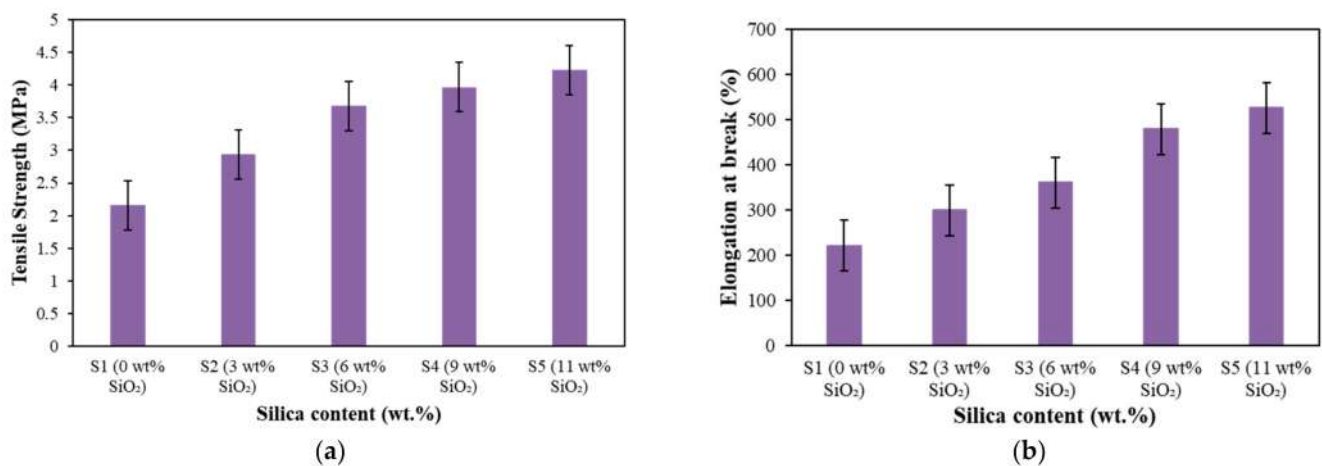 Tensile Strength (MPa)
5
4.5
4
3.5
3
2.5
2
1.5
1
0.5
0
S1 (0 wt% S2 (3 wt% S3 (6 wt% S4 (9 wt% S5 (11 wt%
SiO₂) SiO₂) SiO₂) SiO₂) SiO₂)
Silica content (wt.%)
(a)
Elongation at break (%)
700
600
500
400
300
200
100
0
S1 (0 wt% S2 (3 wt% S3 (6 wt% S4 (9 wt% S5 (11 wt%
SiO₂) SiO₂) SiO₂) SiO₂) SiO₂)
Silica content (wt.%)
(b)